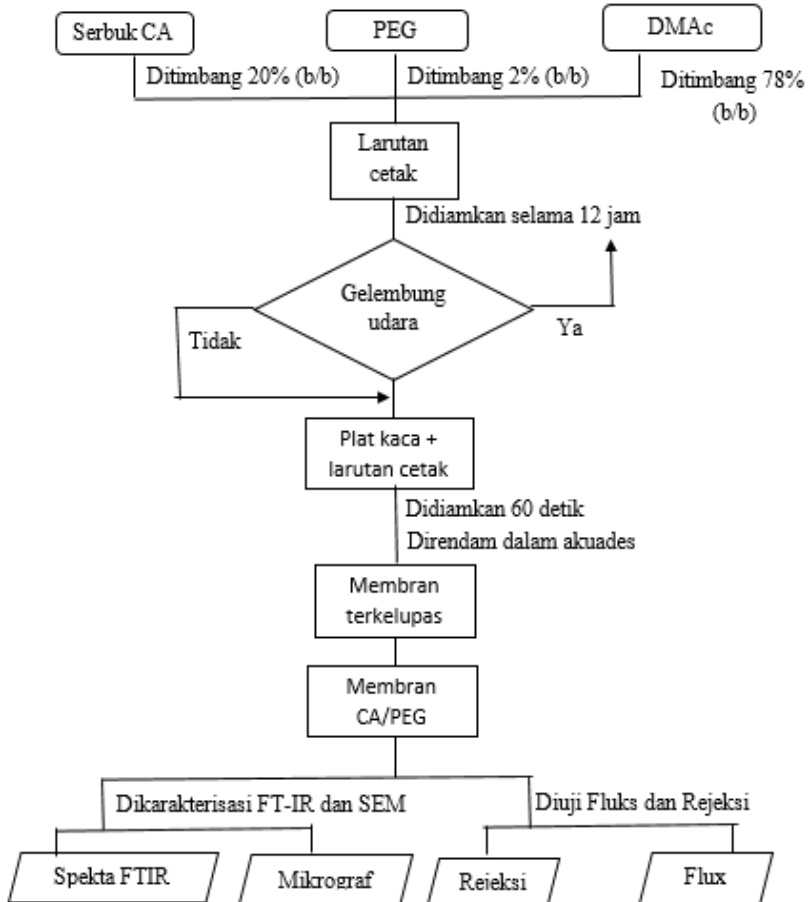 Serbuk CA
PEG
DMAc
Ditimbang 20% (b/b)
Ditimbang 2% (b/b)
Ditimbang 78%
(b/b)
Larutan
cetak
Didiamkan selama 12 jam
Gelembung
udara
Tidak
Ya
Plat kaca +
larutan cetak
Didiamkan 60 detik
Direndam dalam akuades
Membran
terkelupas
Membran
CA/PEG
Dikarakterisasi FT-IR dan SEM
Diuji Fluks dan Rejeksi
Spekta FTIR
Mikrograf
Rejeksi
Flux